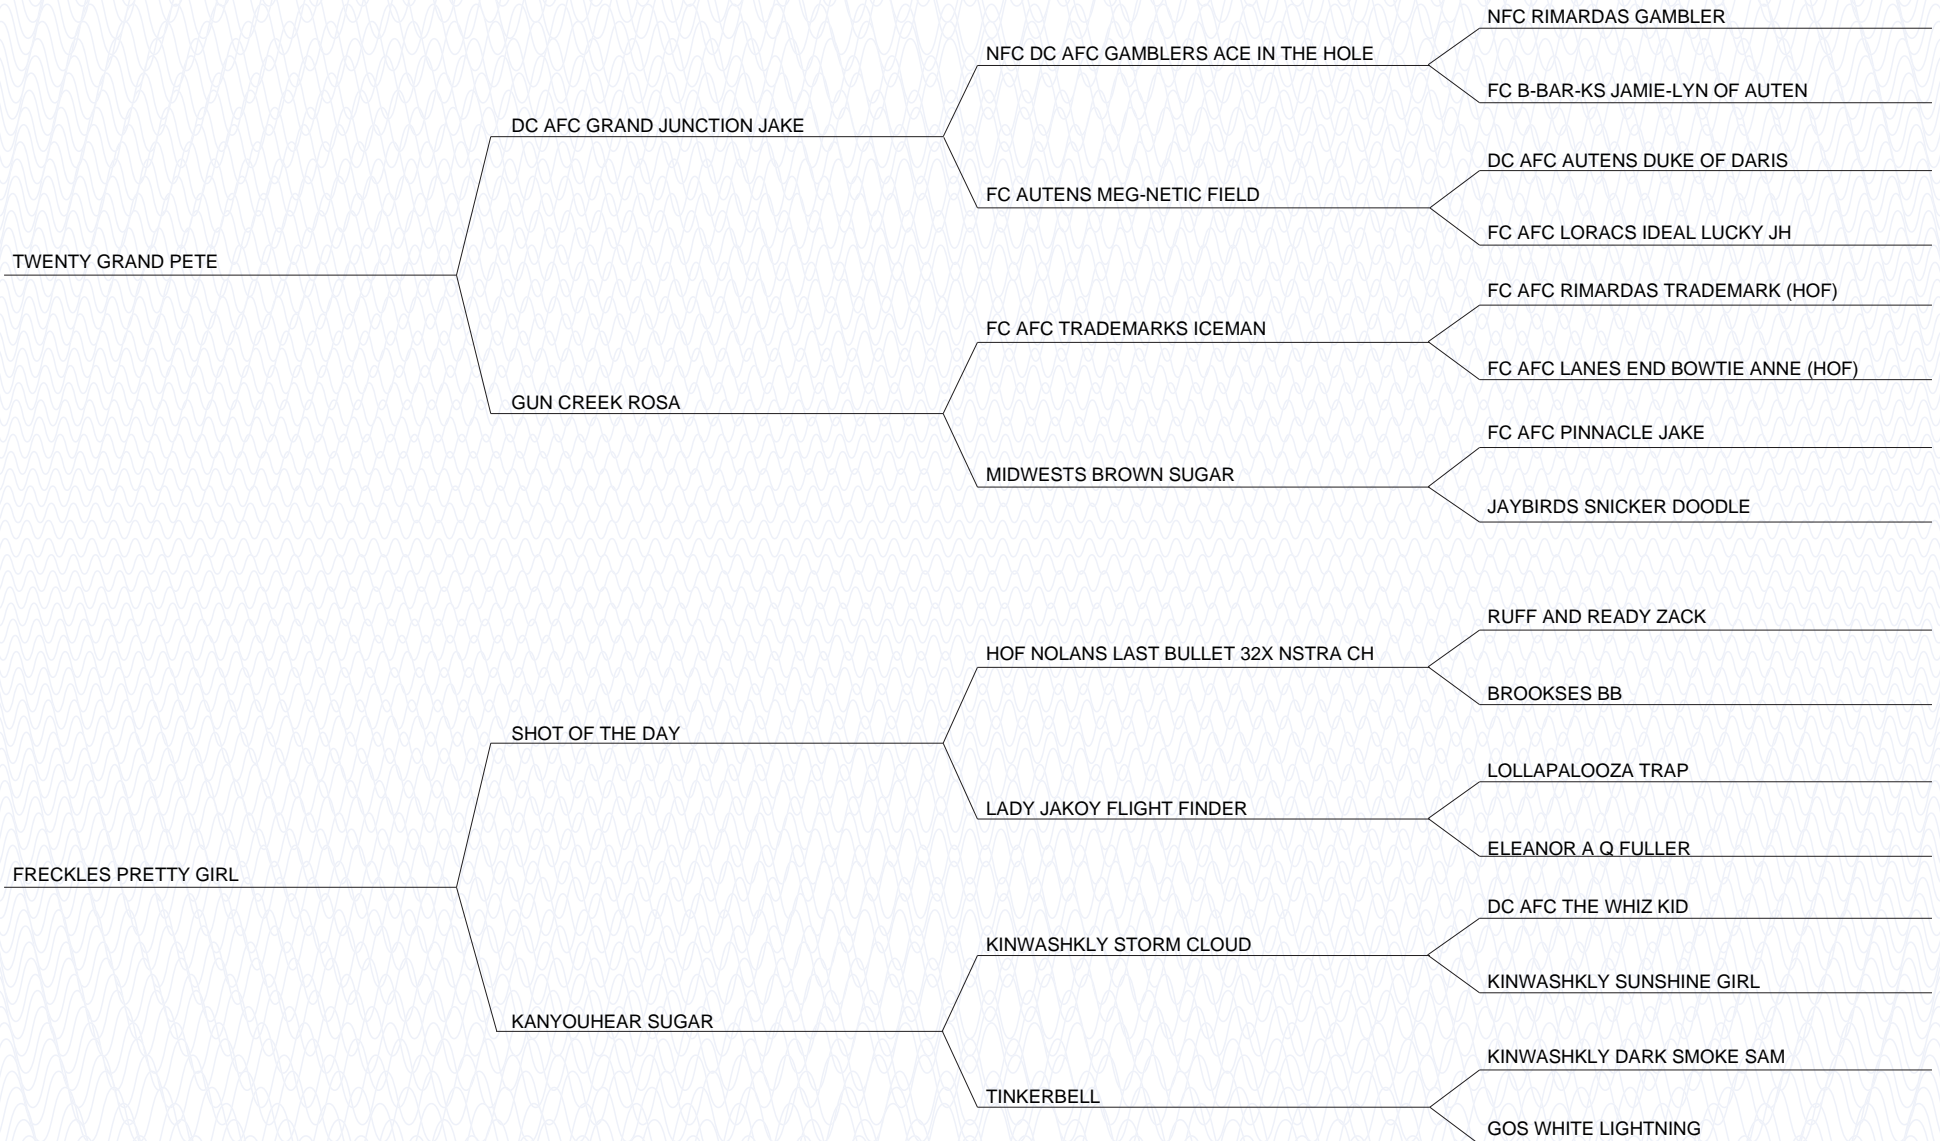 NFC RIMARDAS GAMBLER
NFC DC AFC GAMBLERS ACE IN THE HOLE
FC B-BAR-KS JAMIE-LYN OF AUTEN
DC AFC GRAND JUNCTION JAKE
DC AFC AUTENS DUKE OF DARIS
FC AUTENS MEG-NETIC FIELD
FC AFC LORACS IDEAL LUCKY JH
TWENTY GRAND PETE
FC AFC RIMARDAS TRADEMARK (HOF)
FC AFC TRADEMARKS ICEMAN
FC AFC LANES END BOWTIE ANNE (HOF)
GUN CREEK ROSA
FC AFC PINNACLE JAKE
MIDWESTS BROWN SUGAR
JAYBIRDS SNICKER DOODLE
RUFF AND READY ZACK
HOF NOLANS LAST BULLET 32X NSTRA CH
BROOKSES BB
SHOT OF THE DAY
LOLLAPALOOZA TRAP
LADY JAKOY FLIGHT FINDER
ELEANOR A Q FULLER
FRECKLES PRETTY GIRL
DC AFC THE WHIZ KID
KINWASHKLY STORM CLOUD
KINWASHKLY SUNSHINE GIRL
KANYOUHEAR SUGAR
KINWASHKLY DARK SMOKE SAM
TINKERBELL
GOS WHITE LIGHTNING